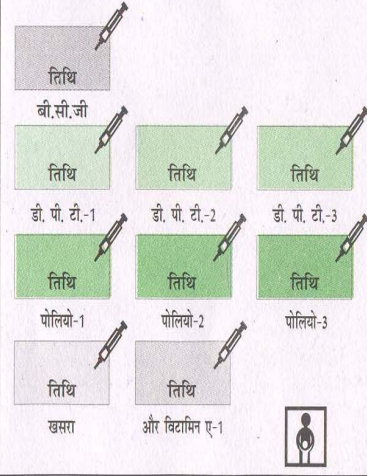 तिथि
बी.सी.जी
तिथि तिथि तिथि
डी. पी. टी.-1 डी. पी. टी.-2 डी. पी. टी.-3
तिथि तिथि तिथि
पोलियो-1 पोलियो-2 पोलियो-3
तिथि तिथि
खसरा और विटामिन ए-1